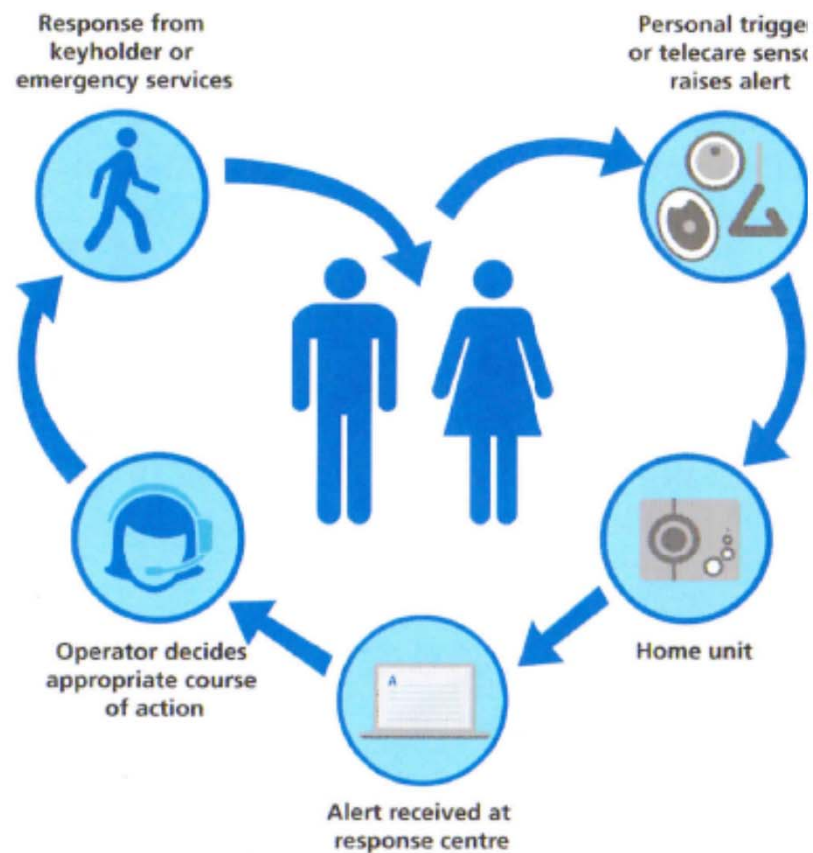 Response from
keyholder or
emergency services
Personal trigge
or telecare senso
raises alert
Home unit
Alert received at
response centre
Operator decides
appropriate course
of action
A